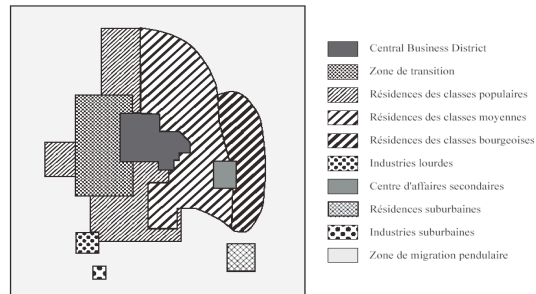 Central Business District
Zone de transition
Résidences des classes populaires
Résidences des classes moyennes
Résidences des classes bourgeoises
Industries lourdes
Centre d'affaires secondaires
Résidences suburbaines
Industries suburbaines
Zone de migration pendulaire